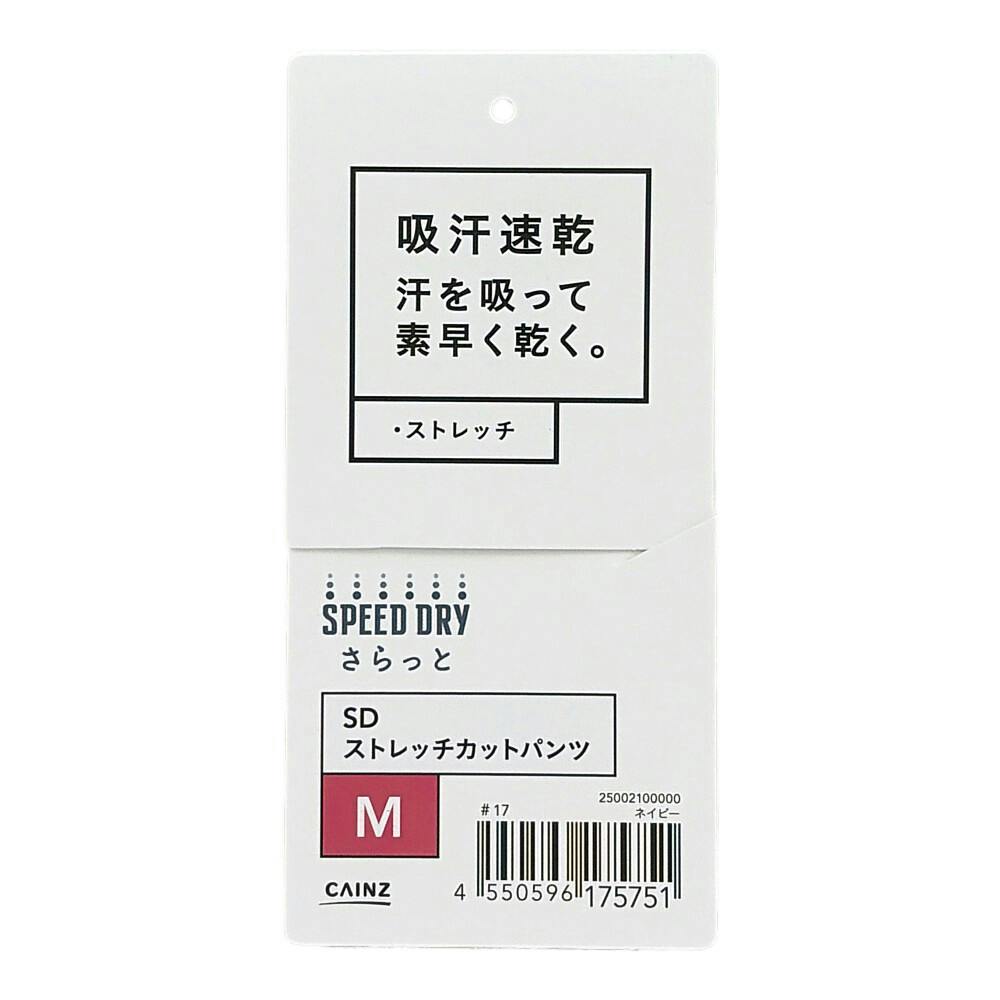 吸汗速乾
汗を吸って
素早く乾く。
・ストレッチ
SPEED DRY
さらっと
SD
ストレッチカットパンツ
M
#17
25002100000
ネイビー
4 550596 175751
CAINZ